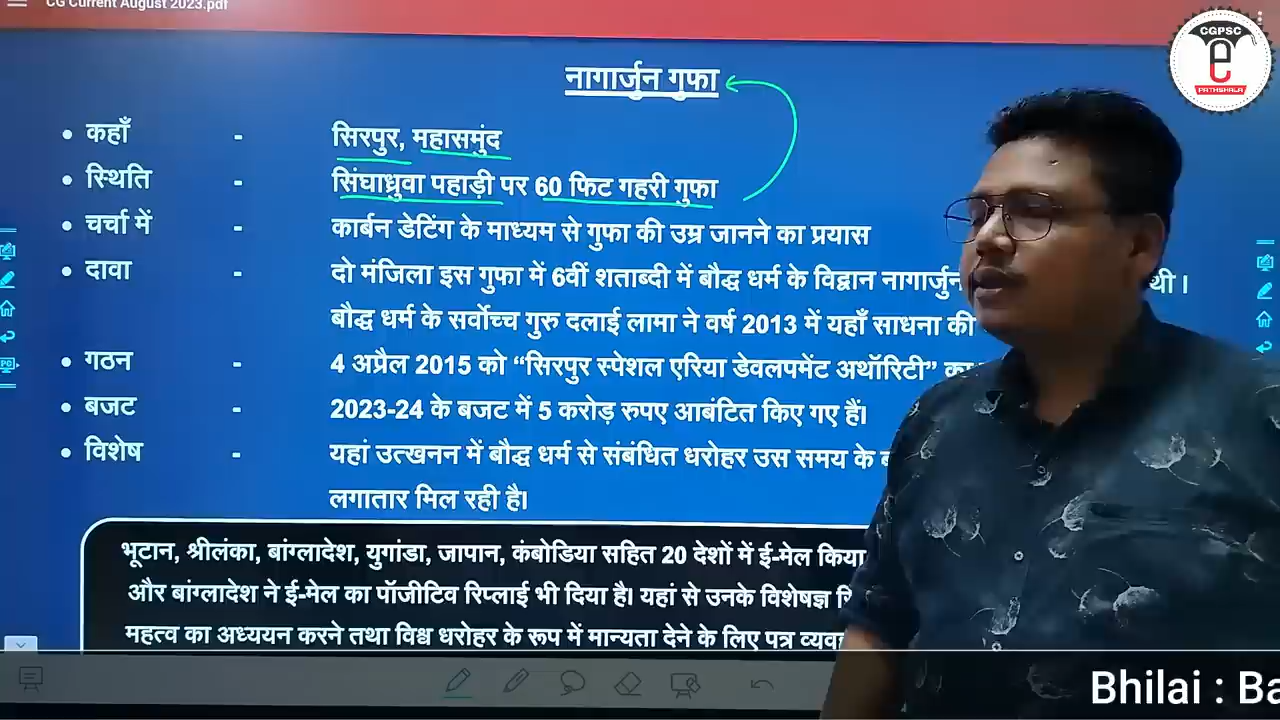 CG Current August 2023.pdf
CGPSC
e
PATHSHALA
नागार्जुन गुफा
• कहाँ - सिरपुर, महासमुंद
• स्थिति - सिंघाध्रुवा पहाड़ी पर 60 फिट गहरी गुफा
• चर्चा में - कार्बन डेटिंग के माध्यम से गुफा की उम्र जानने का प्रयास
• दावा - दो मंजिला इस गुफा में 6वीं शताब्दी में बौद्ध धर्म के विद्वान नागार्जुन थी ।
बौद्ध धर्म के सर्वोच्च गुरु दलाई लामा ने वर्ष 2013 में यहाँ साधना की
• गठन - 4 अप्रैल 2015 को “सिरपुर स्पेशल एरिया डेवलपमेंट अथॉरिटी”
• बजट - 2023-24 के बजट में 5 करोड़ रुपए आबंटित किए गए हैं।
• विशेष - यहां उत्खनन में बौद्ध धर्म से संबंधित धरोहर उस समय के
लगातार मिल रही है।
भूटान, श्रीलंका, बांग्लादेश, युगांडा, जापान, कंबोडिया सहित 20 देशों में ई-मेल किया
और बांग्लादेश ने ई-मेल का पॉजीटिव रिप्लाई भी दिया है। यहां से उनके विशेषज्ञ
महत्व का अध्ययन करने तथा विश्व धरोहर के रूप में मान्यता देने के लिए पत्र
Bhilai : Ba